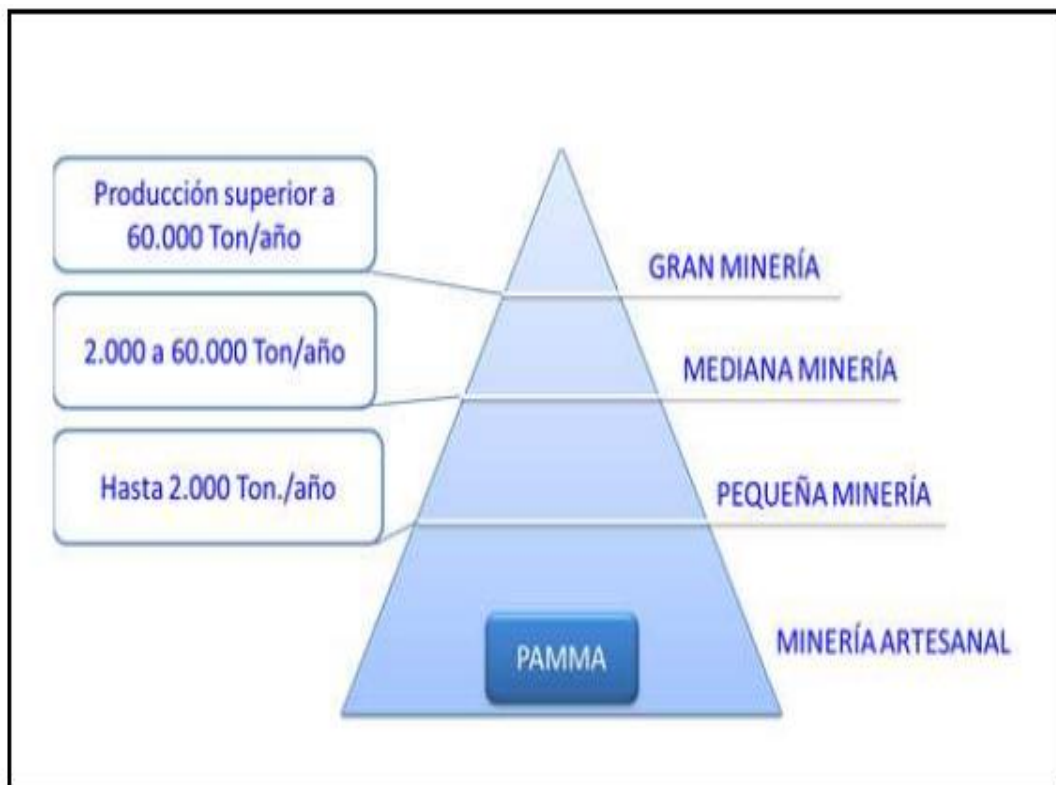 Producción superior a
60.000 Ton/año
GRAN MINERÍA
2.000 a 60.000 Ton/año
MEDIANA MINERÍA
Hasta 2.000 Ton./año
PEQUEÑA MINERÍA
PAMMA
MINERÍA ARTESANAL